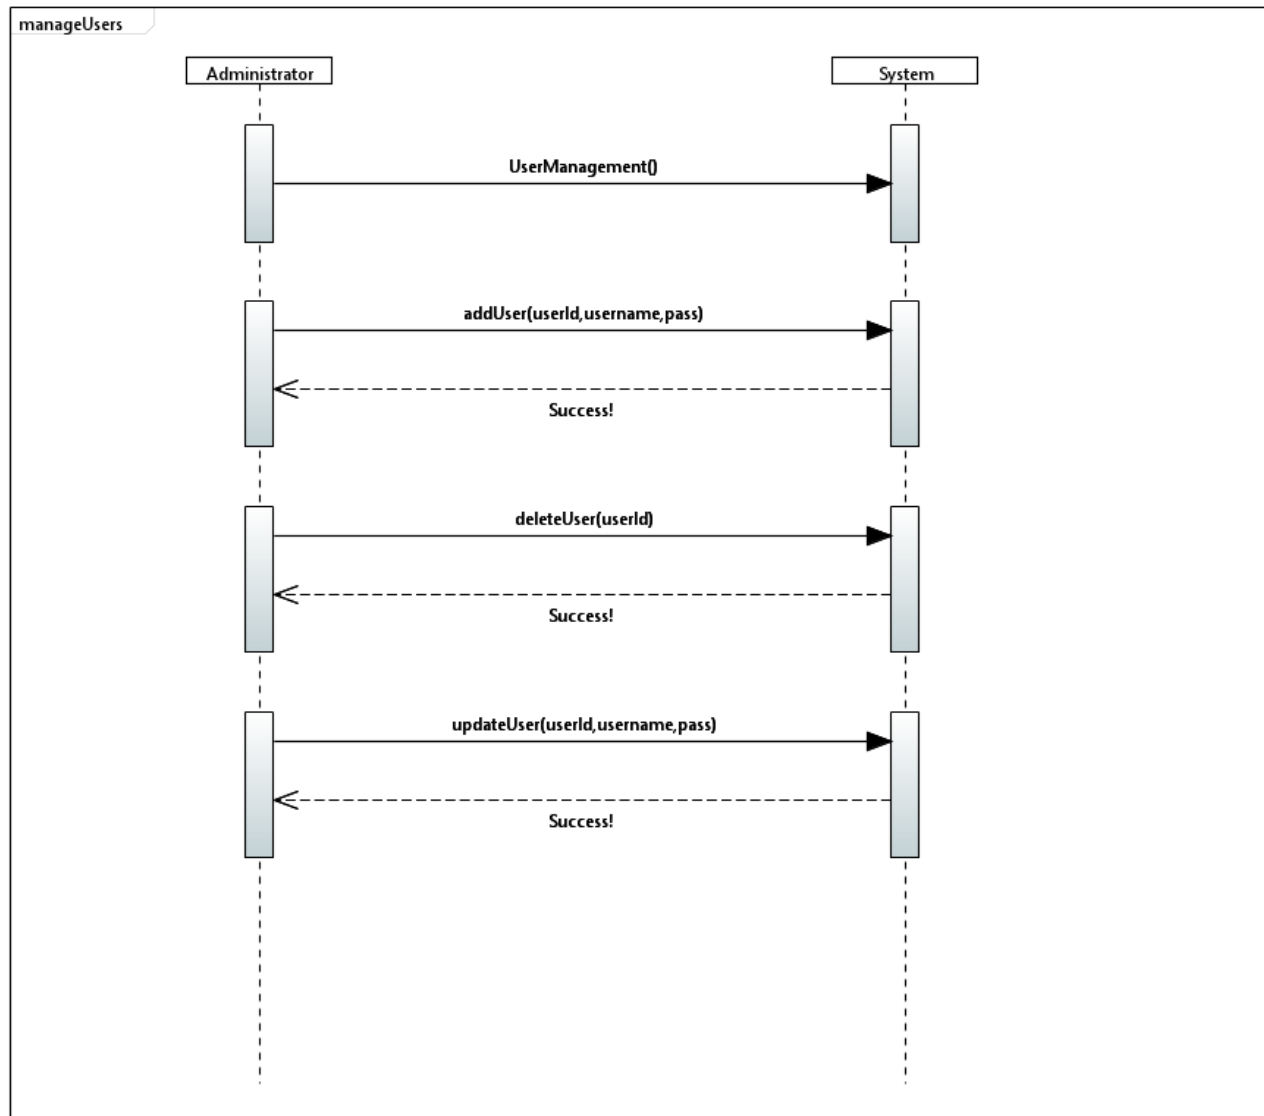 manageUsers
Administrator
System
UserManagement()
addUser(userId,username,pass)
Success!
deleteUser(userId)
Success!
updateUser(userId,username,pass)
Success!